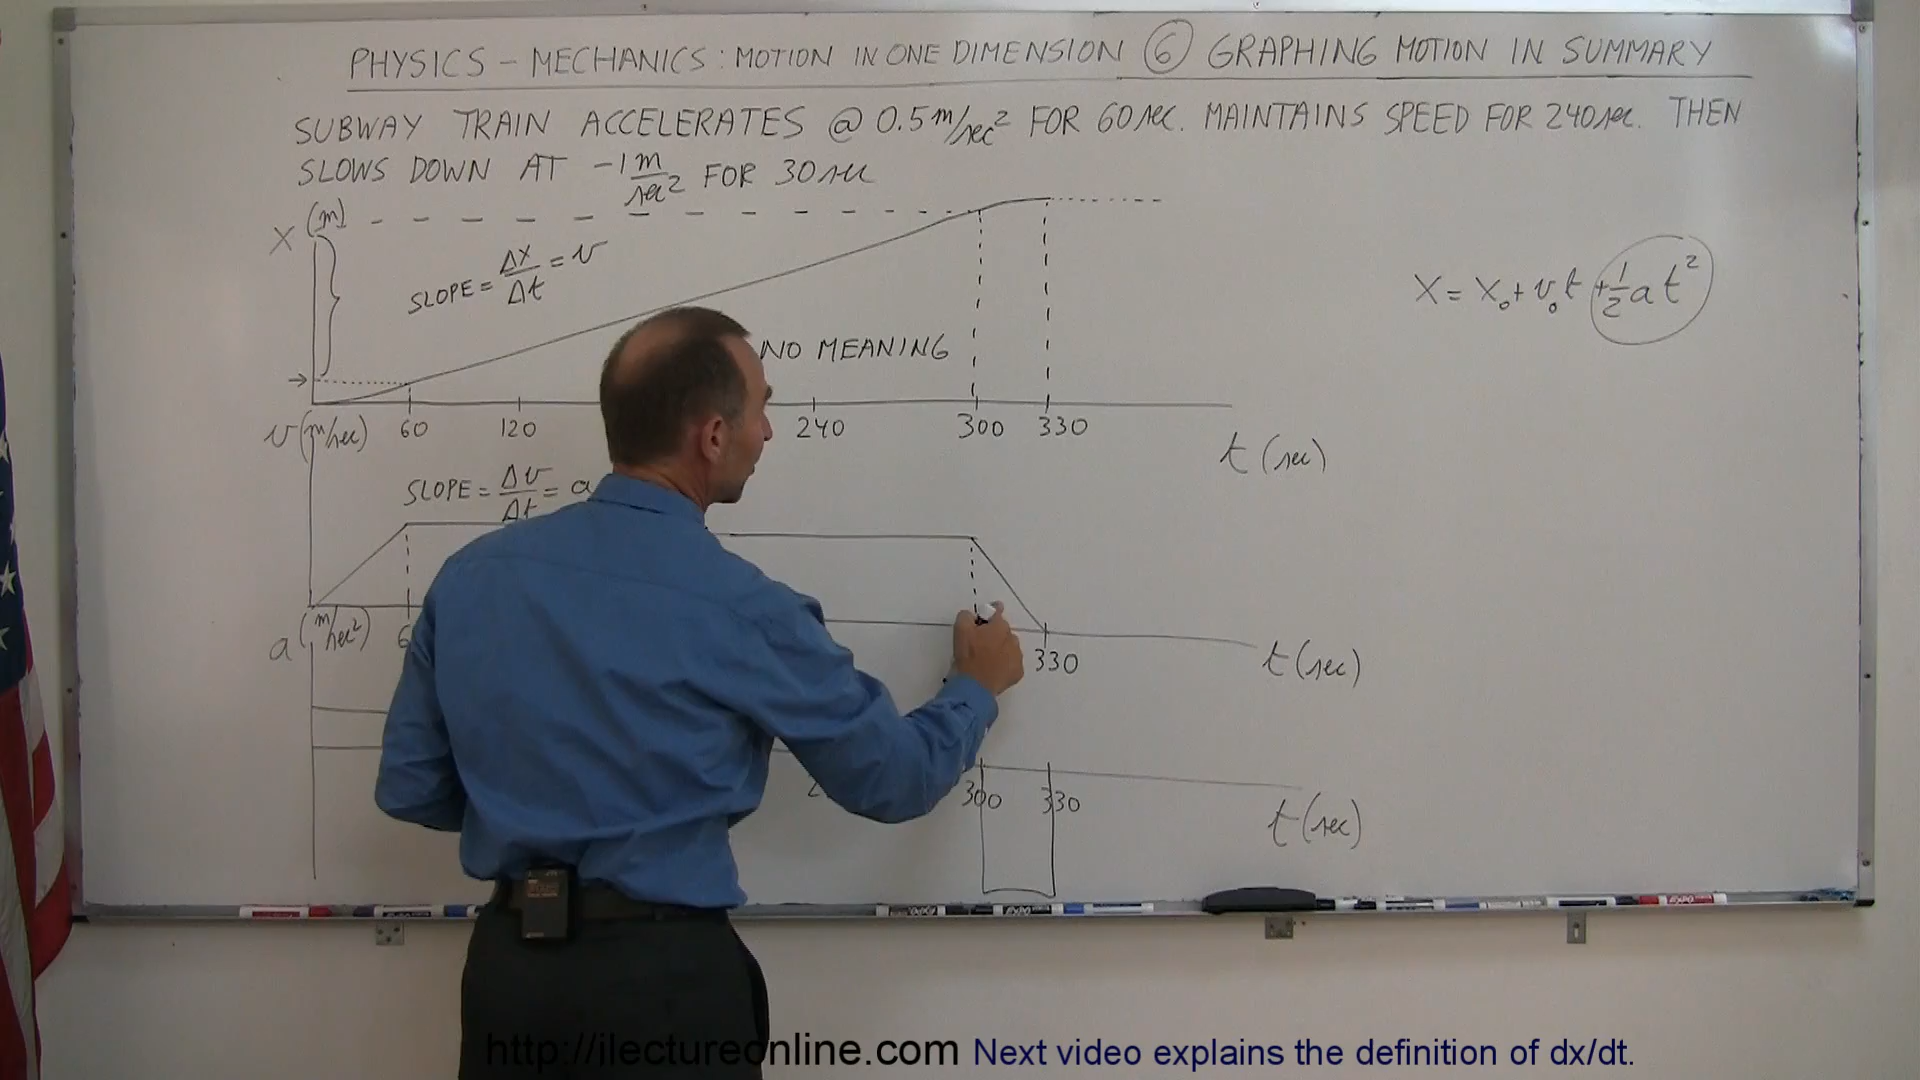 PHYSICS - MECHANICS: MOTION IN ONE DIMENSION ⑥ GRAPHING MOTION IN SUMMARY
SUBWAY TRAIN ACCELERATES @ 0.5 m/sec² FOR 60 sec. MAINTAINS SPEED FOR 240 sec. THEN
SLOWS DOWN AT -1 m/sec² FOR 30 sec
X (m)
SLOPE = Δx/Δt = v
X = X₀ + v₀t + ½at²
NO MEANING
v (m/sec) 60 120 240 300 330
t (sec)
SLOPE = Δv/Δt = a
a (m/sec²) 330 t (sec)
300 330 t (sec)
http://ilectureonline.com Next video explains the definition of dx/dt.